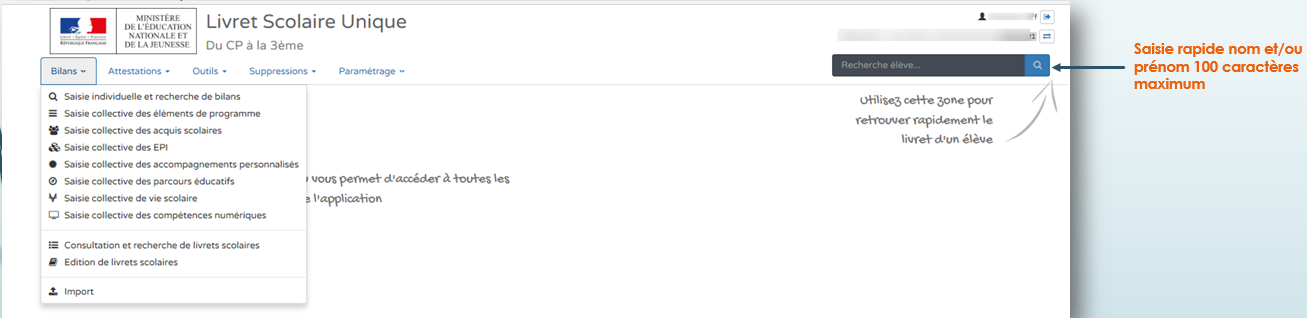 MINISTÈRE
DE L'ÉDUCATION
NATIONALE ET
DE LA JEUNESSE
Livret Scolaire Unique
Du CP à la 3ème
Bilans
Attestations
Outils
Suppressions
Paramétrage
Recherche élève...
Saisie rapide nom et/ou
prénom 100 caractères
maximum
Saisie individuelle et recherche de bilans
Saisie collective des éléments de programme
Saisie collective des acquis scolaires
Saisie collective des EPI
Saisie collective des accompagnements personnalisés
Saisie collective des parcours éducatifs
Saisie collective de vie scolaire
Saisie collective des compétences numériques
Consultation et recherche de livrets scolaires
Edition de livrets scolaires
Import
vous permet d'accéder à toutes les
l'application
Utilisez cette zone pour
retrouver rapidement le
livret d'un élève